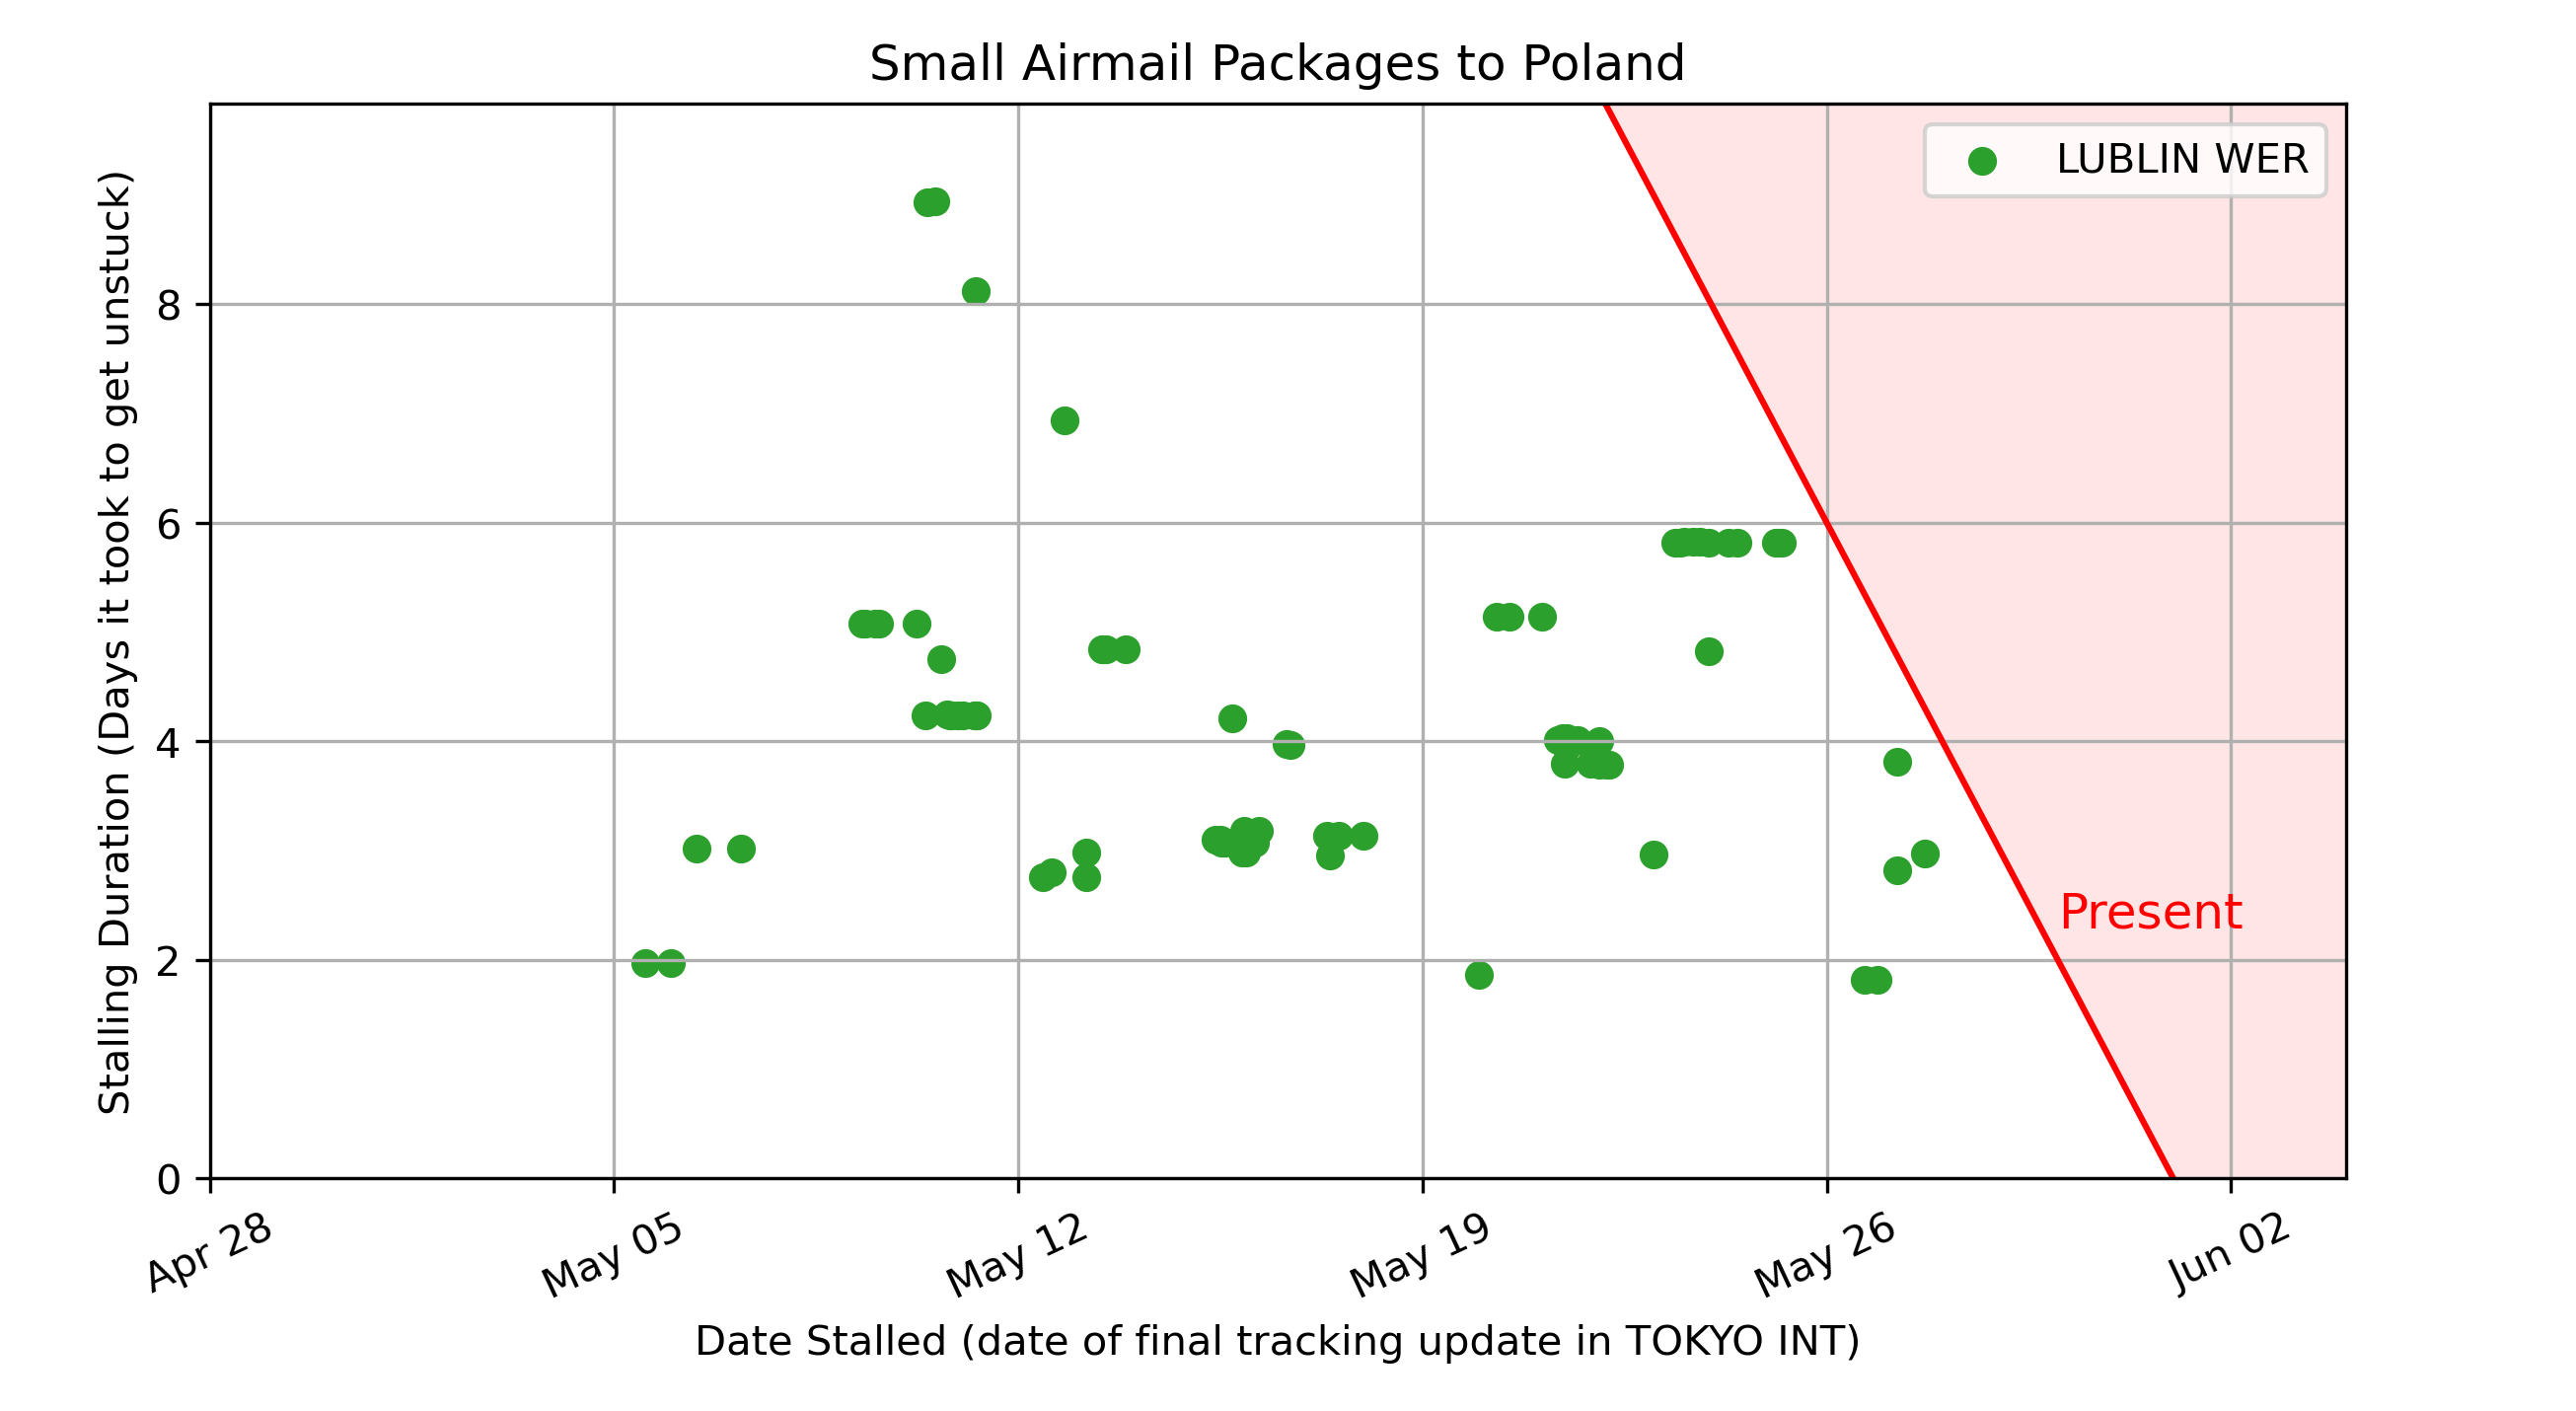 Small Airmail Packages to Poland
LUBLIN WER
Stalling Duration (Days it took to get unstuck)
8
6
4
2
0
Present
Apr 28
May 05
May 12
May 19
May 26
Jun 02
Date Stalled (date of final tracking update in TOKYO INT)